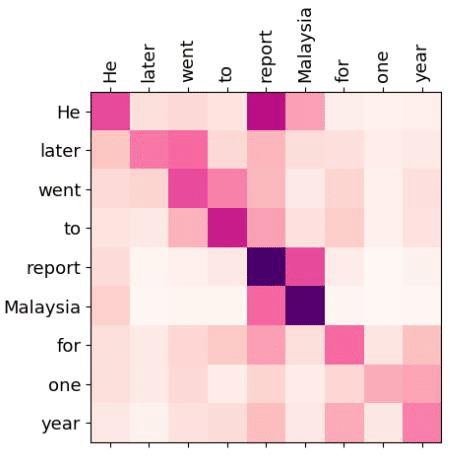 He later went to report Malaysia for one year
He
later
went
to
report
Malaysia
for
one
year